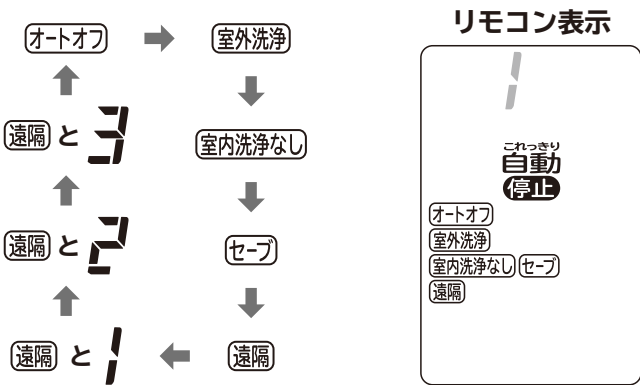 リモコン表示
オートオフ
室外洗浄
遠隔 と 3
室内洗浄なし
遠隔 と 2
セーブ
遠隔 と 1
遠隔
1
これっきり
自動
停止
オートオフ
室外洗浄
室内洗浄なし セーブ
遠隔